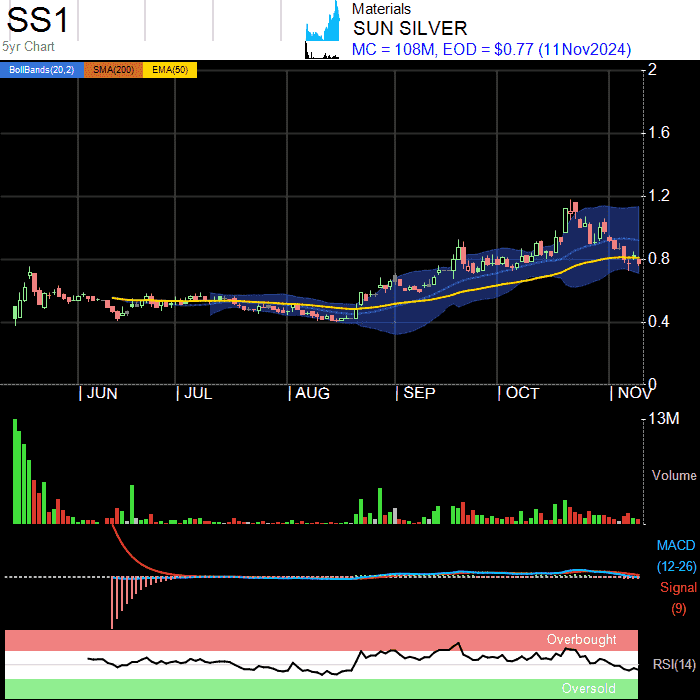 SS1
5yr Chart
Materials
SUN SILVER
MC = 108M, EOD = $0.77 (11Nov2024)
BollBands(20,2) SMA(200) EMA(50)
2
1.6
1.2
0.8
0.4
0
JUN JUL AUG SEP OCT NOV
13M
Volume
MACD
(12-26)
Signal
(9)
Overbought
RSI(14)
Oversold